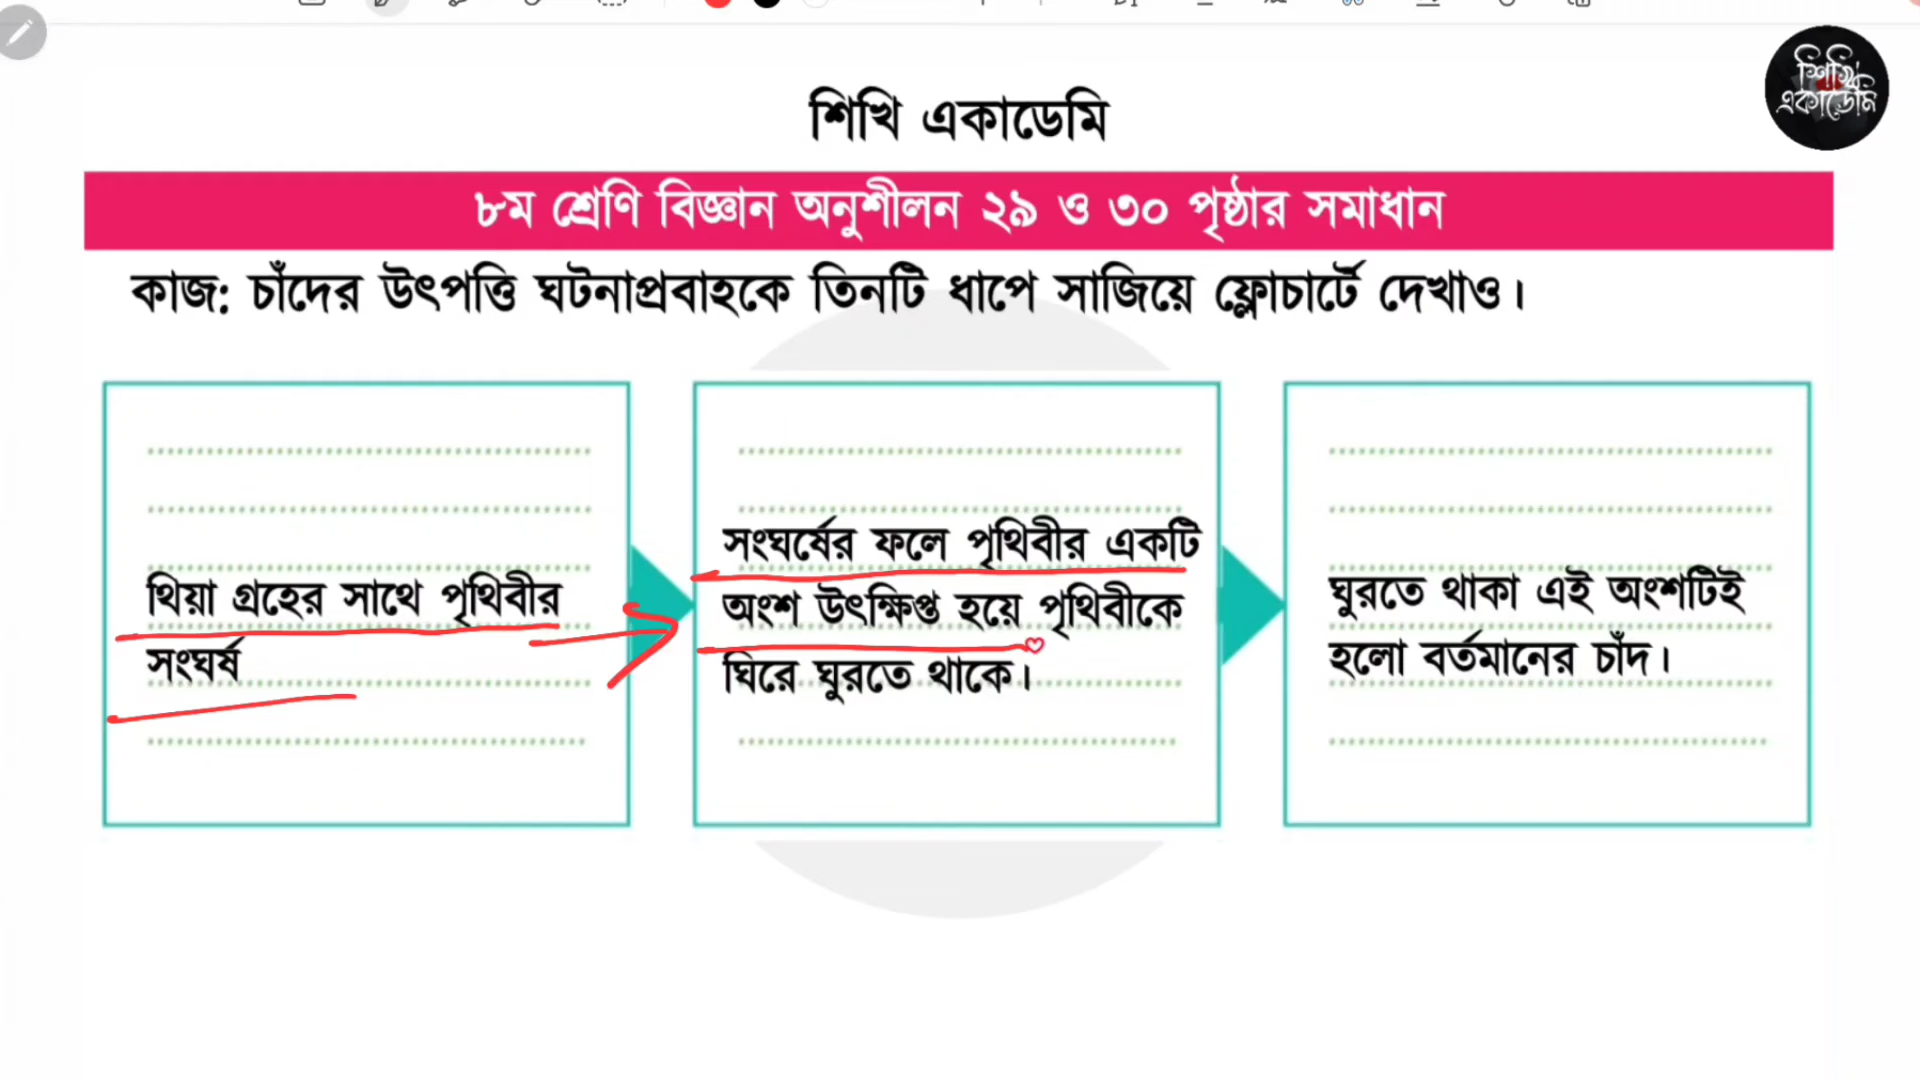 শিখি একাডেমি
শিখি
একাডেমি
৮ম শ্রেণি বিজ্ঞান অনুশীলন ২৯ ও ৩০ পৃষ্ঠার সমাধান
কাজ: চাঁদের উৎপত্তি ঘটনাপ্রবাহকে তিনটি ধাপে সাজিয়ে ফ্লোচার্টে দেখাও।
থিয়া গ্রহের সাথে পৃথিবীর
সংঘর্ষ
সংঘর্ষের ফলে পৃথিবীর একটি
অংশ উৎক্ষিপ্ত হয়ে পৃথিবীকে
ঘিরে ঘুরতে থাকে।
ঘুরতে থাকা এই অংশটিই
হলো বর্তমানের চাঁদ।